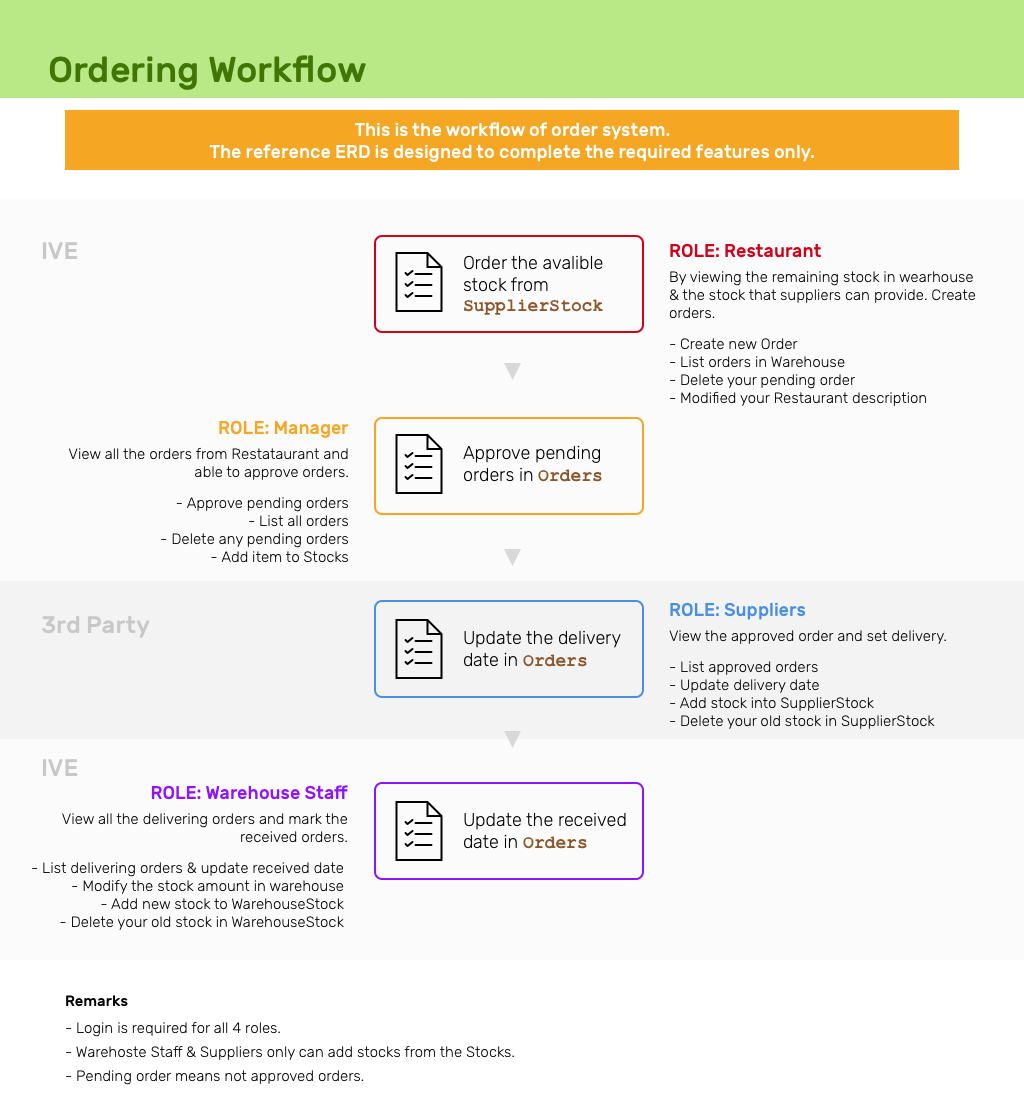 Ordering Workflow
This is the workflow of order system.
The reference ERD is designed to complete the required features only.
IVE
Order the avalible
stock from
SupplierStock
ROLE: Restaurant
By viewing the remaining stock in wearhouse
& the stock that suppliers can provide. Create
orders.
- Create new Order
- List orders in Warehouse
- Delete your pending order
- Modified your Restaurant description
ROLE: Manager
View all the orders from Restataurant and
able to approve orders.
- Approve pending orders
- List all orders
- Delete any pending orders
- Add item to Stocks
Approve pending
orders in Orders
3rd Party
Update the delivery
date in Orders
ROLE: Suppliers
View the approved order and set delivery.
- List approved orders
- Update delivery date
- Add stock into SupplierStock
- Delete your old stock in SupplierStock
IVE
ROLE: Warehouse Staff
View all the delivering orders and mark the
received orders.
- List delivering orders & update received date
- Modify the stock amount in warehouse
- Add new stock to WarehouseStock
- Delete your old stock in WarehouseStock
Update the received
date in Orders
Remarks
- Login is required for all 4 roles.
- Warehoste Staff & Suppliers only can add stocks from the Stocks.
- Pending order means not approved orders.